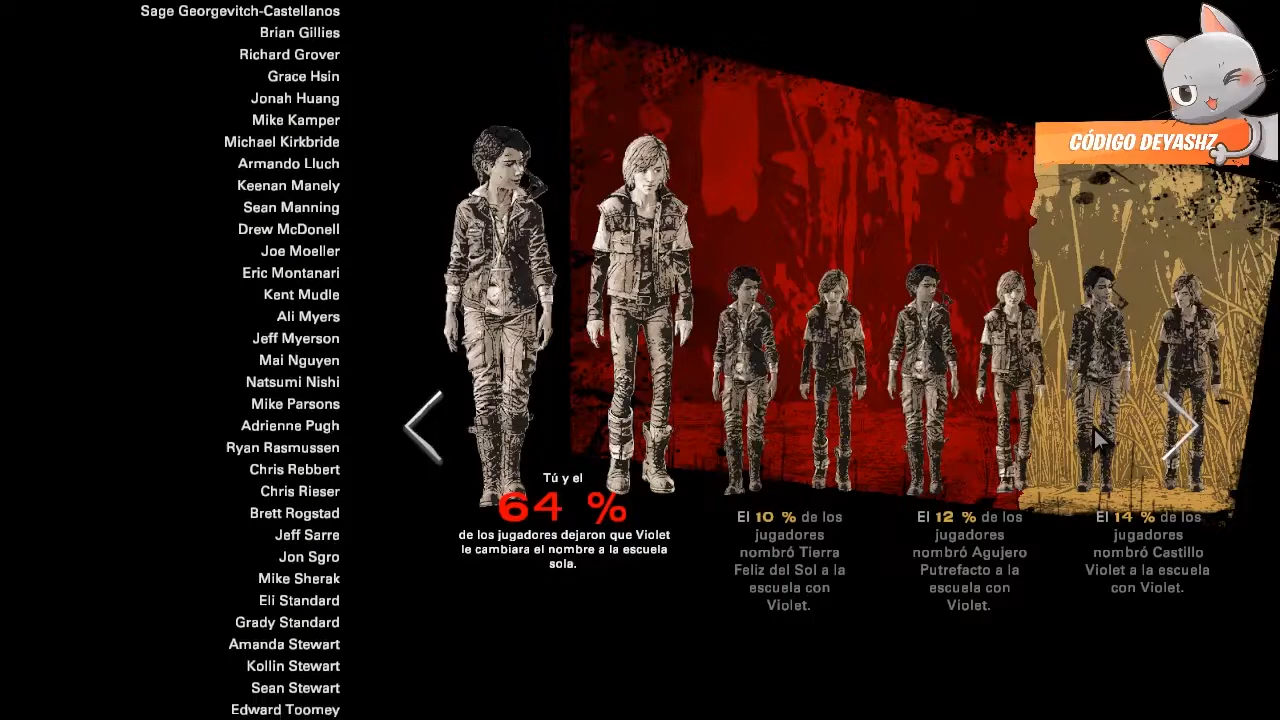 Sage Georgevitch-Castellanos
Brian Gillies
Richard Grover
Grace Hsin
Jonah Huang
Mike Kamper
Michael Kirkbride
Armando Lluch
Keenan Manely
Sean Manning
Drew McDonell
Joe Moeller
Eric Montanari
Kent Mudle
Ali Myers
Jeff Myerson
Mai Nguyen
Natsumi Nishi
Mike Parsons
Adrienne Pugh
Ryan Rasmussen
Chris Rebbert
Chris Rieser
Brett Rogstad
Jeff Sarre
Jon Sgro
Mike Sherak
Eli Standard
Grady Standard
Amanda Stewart
Kollin Stewart
Sean Stewart
Edward Toomey
CÓDIGO DEYASHZ
Tú y el
64 %
de los jugadores dejaron que Violet
le cambiara el nombre a la escuela
sola.
El 10 % de los
jugadores
nombró Tierra
Feliz del Sol a la
escuela con
Violet.
El 12 % de los
jugadores
nombró Agujero
Putrefacto a la
escuela con
Violet.
El 14 % de los
jugadores
nombró Castillo
Violet a la escuela
con Violet.